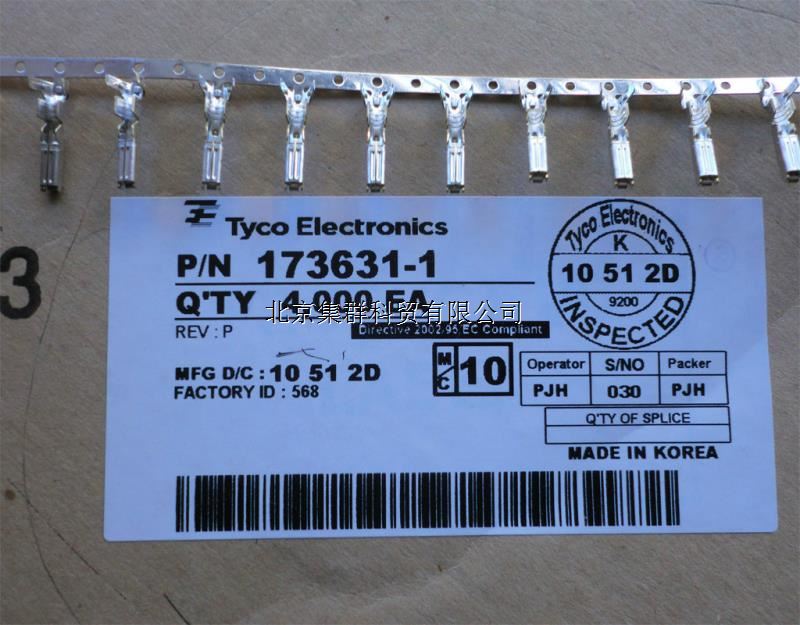 3
Tyco Electronics
P/N 173631-1
Q'TY 4,000 EA
北京集群科贸有限公司
REV : P
Directive 2002/95/EC Compliant
MFG D/C : 10 51 2D
FACTORY ID : 568
M/C 10
Tyco Electronics
K
10 51 2D
9200
INSPECTED
Operator S/NO Packer
PJH 030 PJH
Q'TY OF SPLICE
MADE IN KOREA